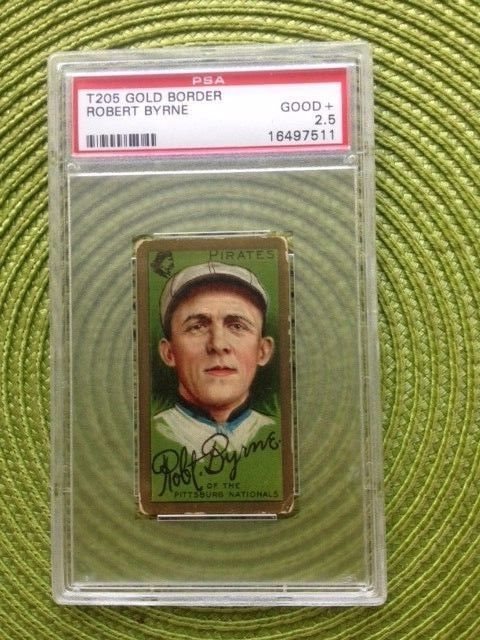 PSA
T205 GOLD BORDER
ROBERT BYRNE
GOOD +
2.5
16497511
PIRATES
Robt. Byrne.
OF THE
PITTSBURG NATIONALS